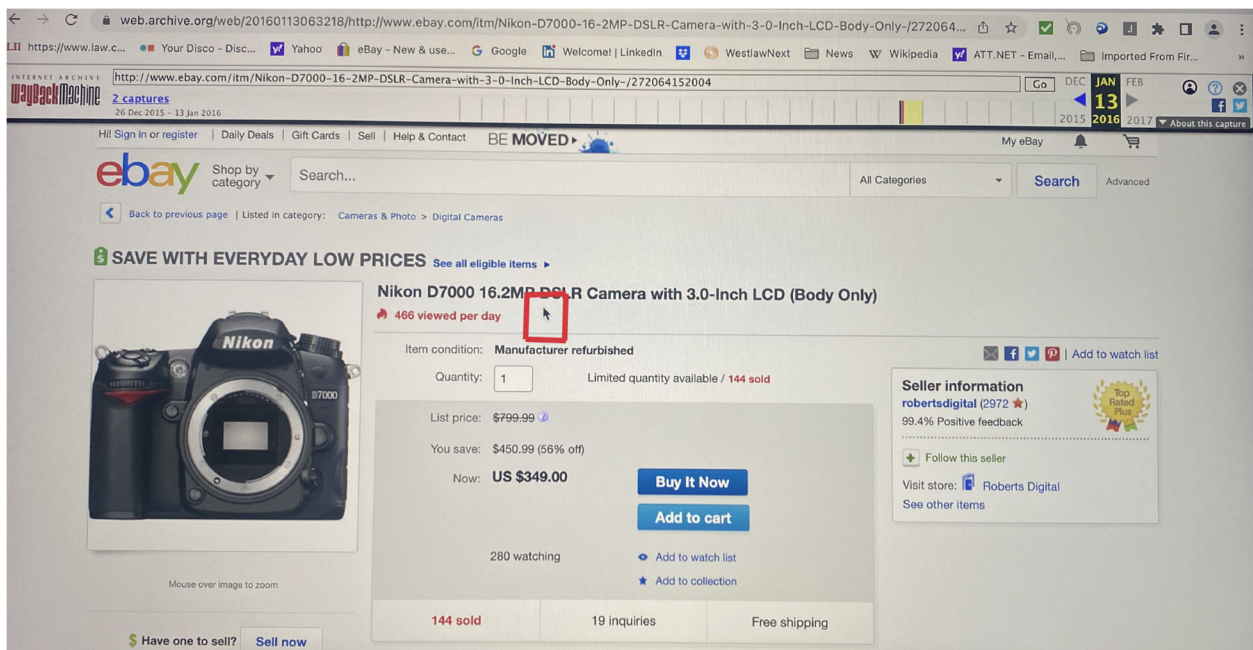 web.archive.org/web/20160113063218/http://www.ebay.com/itm/Nikon-D7000-16-2MP-DSLR-Camera-with-3-0-Inch-LCD-Body-Only-/272064...
LII https://www.law.c... Your Disco - Disc... Yahoo eBay - New & use... Google Welcome! | LinkedIn WestlawNext News Wikipedia ATT.NET - Email,... Imported From Fir... »
INTERNET ARCHIVE
WayBackMachine
http://www.ebay.com/itm/Nikon-D7000-16-2MP-DSLR-Camera-with-3-0-Inch-LCD-Body-Only-/272064152004 Go DEC JAN FEB
2 captures 13
26 Dec 2015 - 13 Jan 2016 2015 2016 2017 About this capture
Hi! Sign in or register | Daily Deals | Gift Cards | Sell | Help & Contact BE MOVED My eBay
ebay Shop by category Search... All Categories Search Advanced
Back to previous page | Listed in category: Cameras & Photo > Digital Cameras
SAVE WITH EVERYDAY LOW PRICES See all eligible items
Nikon D7000 16.2MP DSLR Camera with 3.0-Inch LCD (Body Only)
466 viewed per day
Item condition: Manufacturer refurbished
Add to watch list
Quantity: 1 Limited quantity available / 144 sold
List price: $799.99
You save: $450.99 (56% off)
Now: US $349.00
Buy It Now
Add to cart
280 watching
Add to watch list
Add to collection
144 sold 19 inquiries Free shipping
Seller information
robertsdigital (2972)
99.4% Positive feedback
Top
Rated
Plus
Follow this seller
Visit store: Roberts Digital
See other items
Nikon
D7000
Mouse over image to zoom
Have one to sell? Sell now